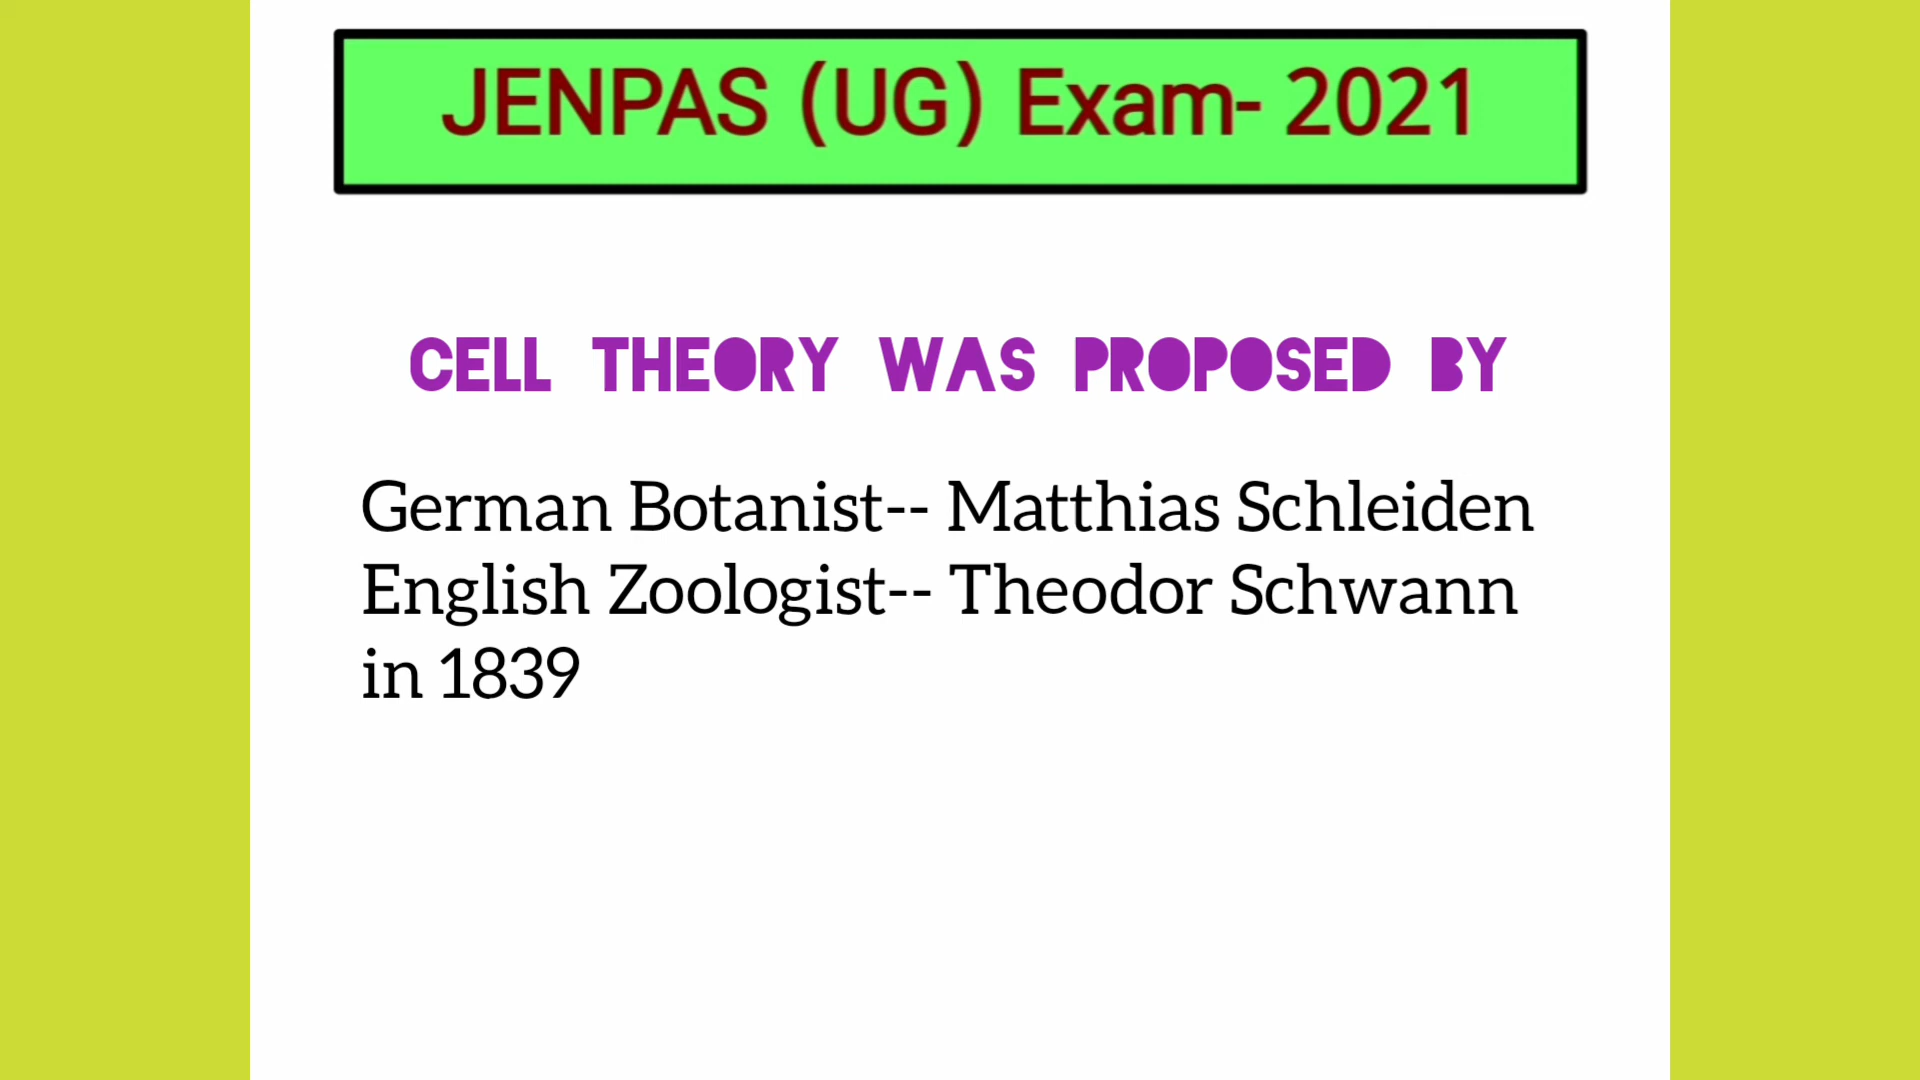 JENPAS (UG) Exam- 2021
CELL THEORY WAS PROPOSED BY
German Botanist-- Matthias Schleiden
English Zoologist-- Theodor Schwann
in 1839